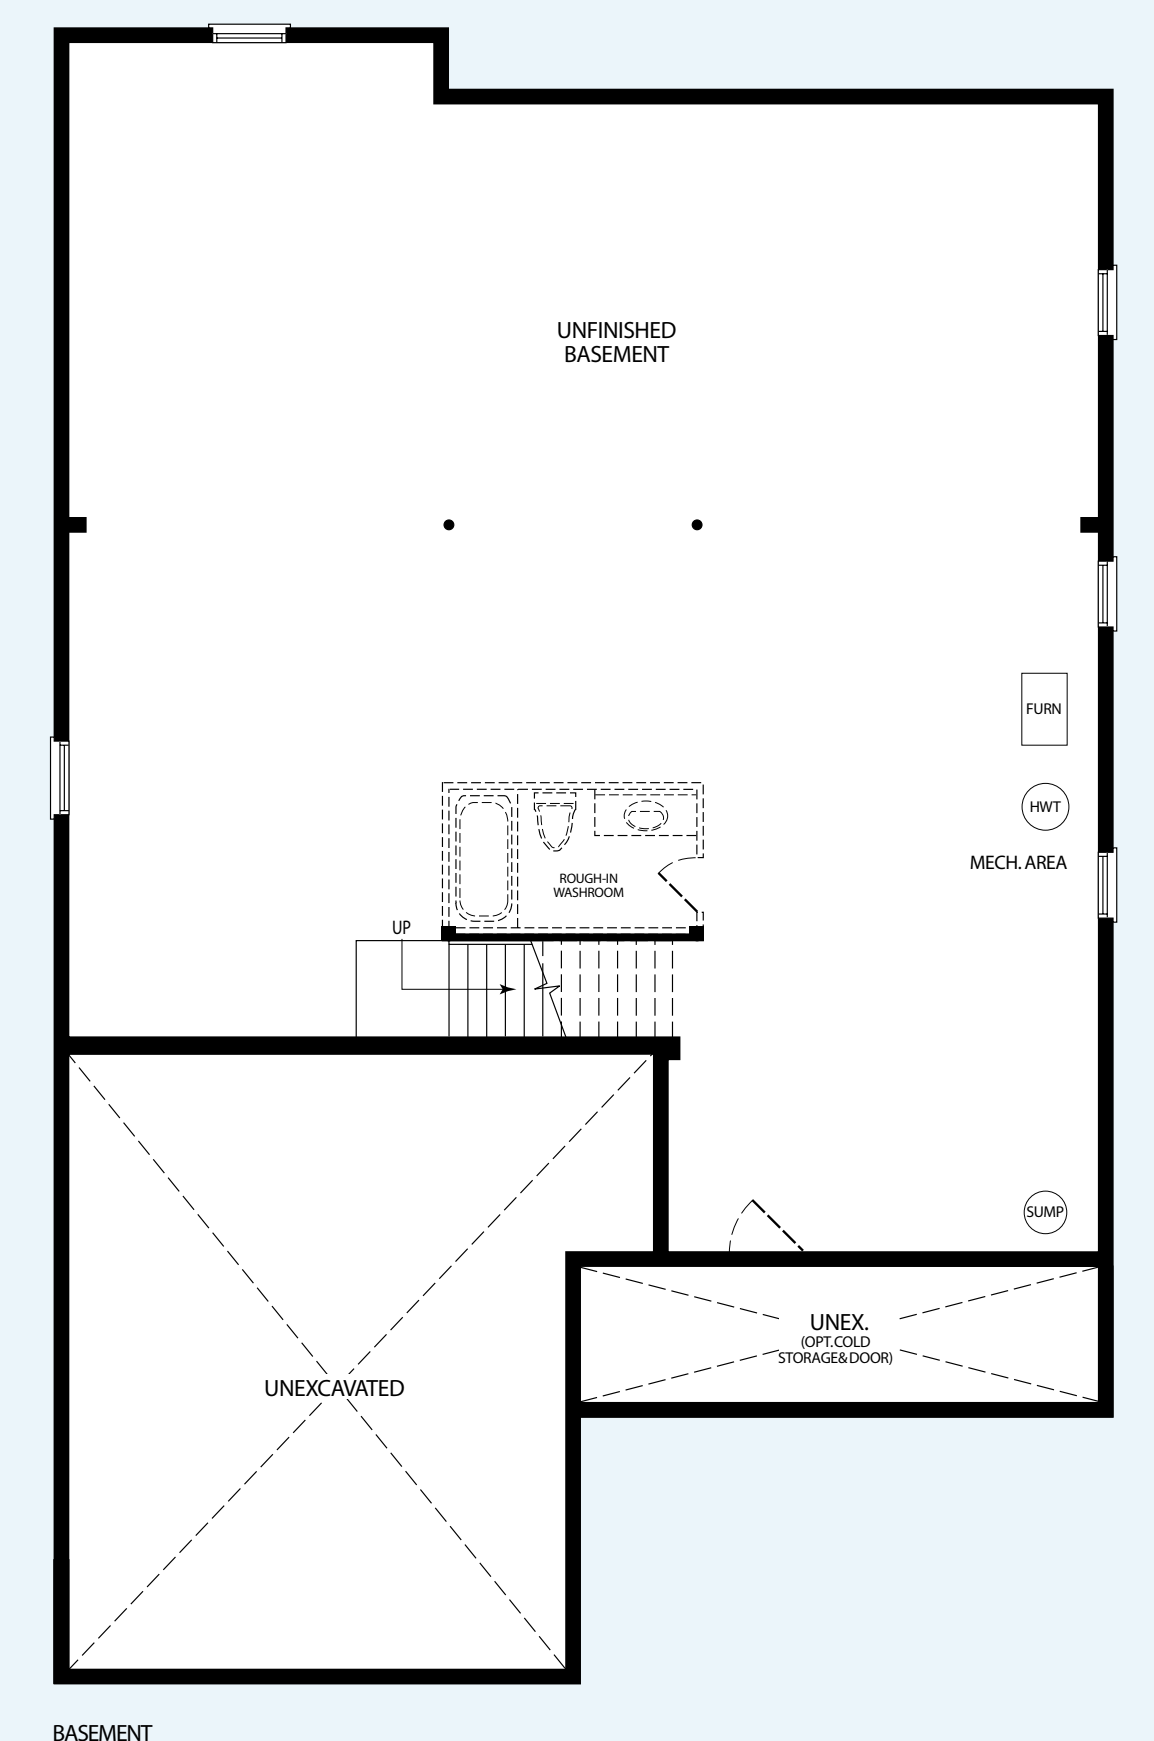 UNFINISHED
BASEMENT
FURN
HWT
MECH. AREA
ROUGH-IN
WASHROOM
UP
SUMP
UNEX.
(OPT.COLD
STORAGE&DOOR)
UNEXCAVATED
BASEMENT